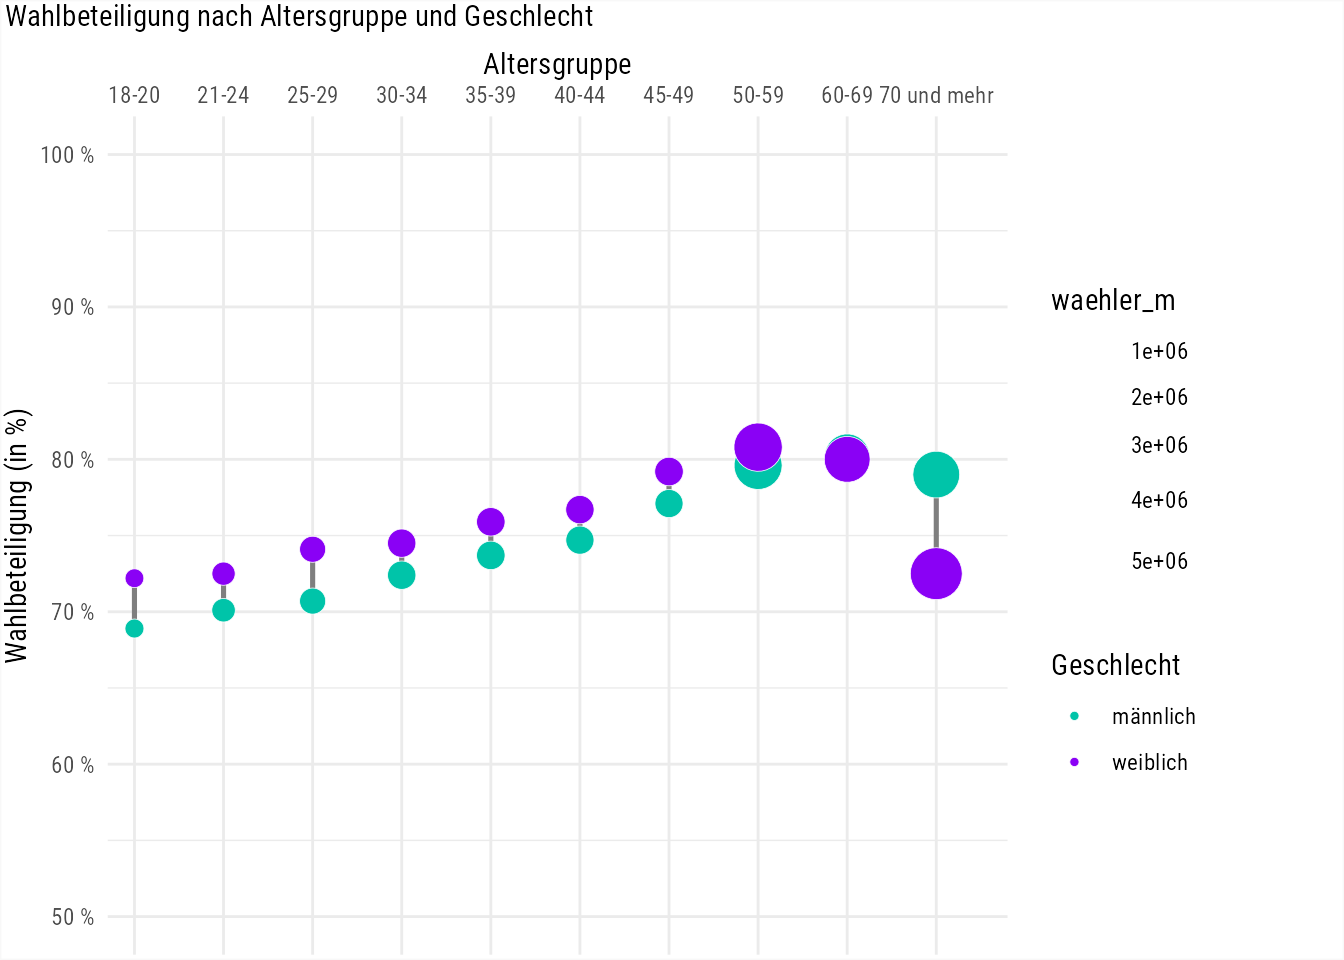 Wahlbeteiligung nach Altersgruppe und Geschlecht
Altersgruppe
18-20 21-24 25-29 30-34 35-39 40-44 45-49 50-59 60-69 70 und mehr
100 %
90 %
80 %
70 %
60 %
50 %
Wahlbeteiligung (in %)
waehler_m
1e+06
2e+06
3e+06
4e+06
5e+06
Geschlecht
männlich
weiblich